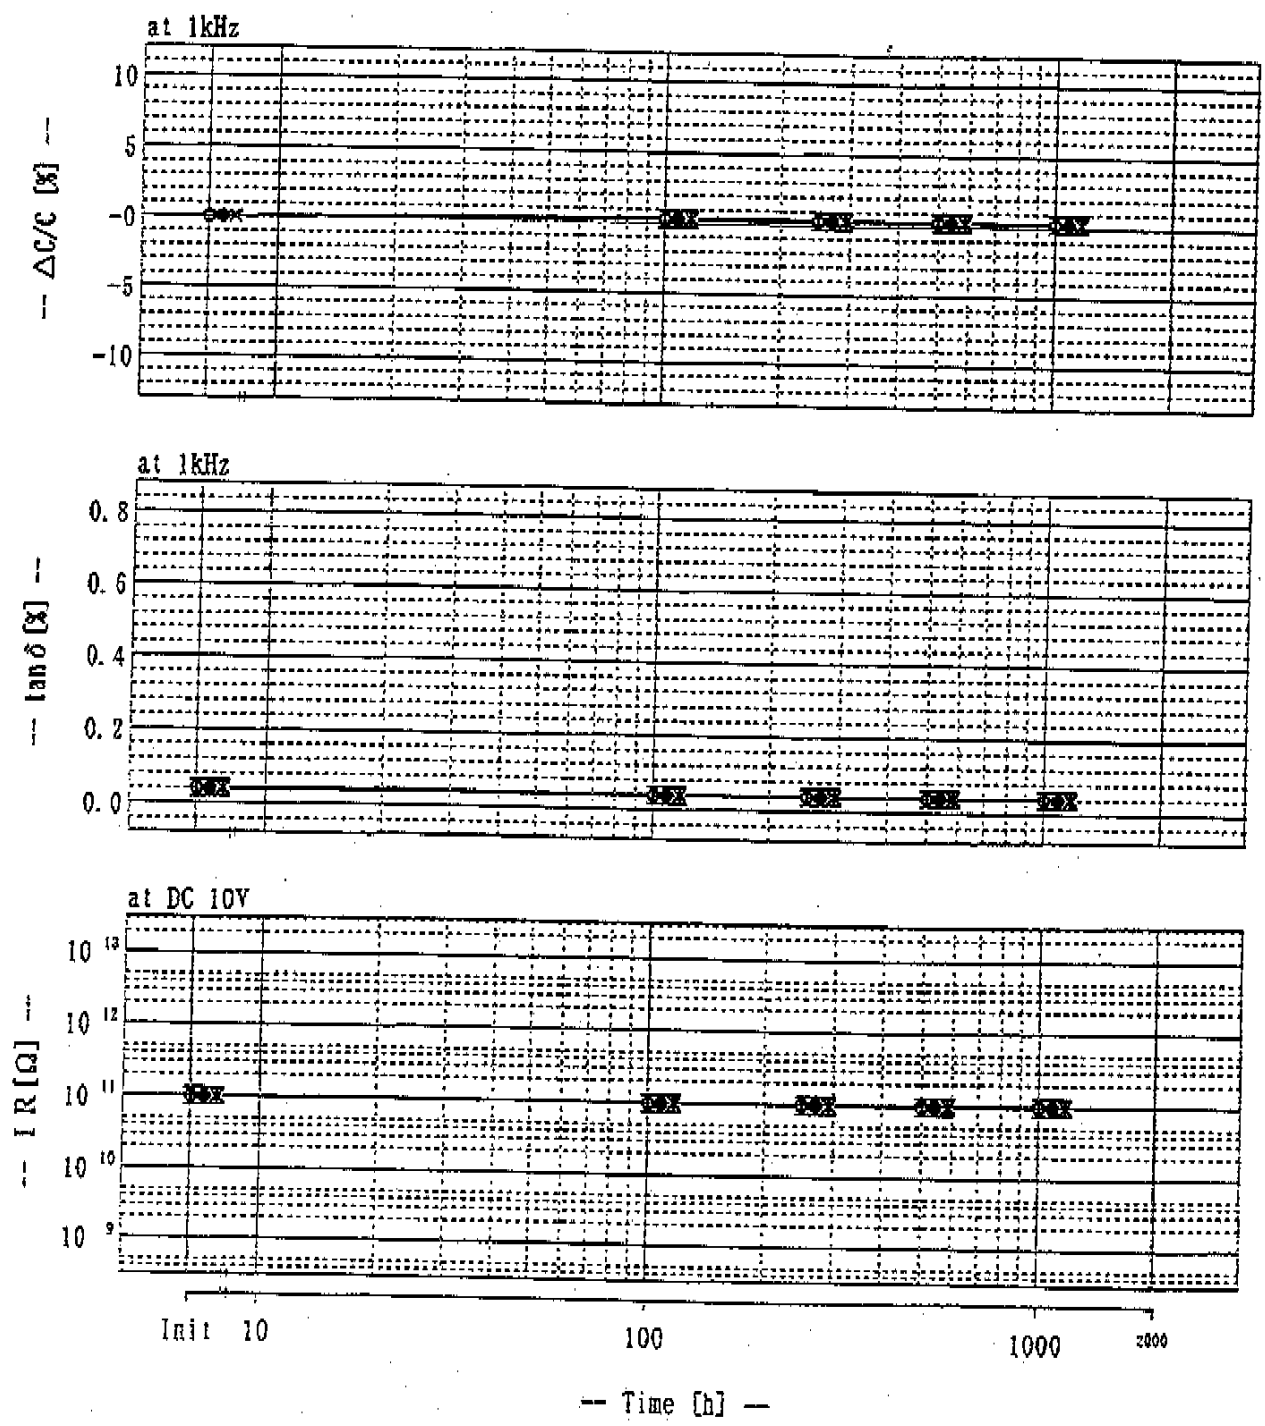 at 1kHz
10
5
-0
-5
-10
-- ΔC/C [%] --
at 1kHz
0.8
0.6
0.4
0.2
0.0
-- tanδ[%] --
at DC 10V
10 13
10 12
10 11
10 10
10 9
-- IR[Ω] --
Init 10 100 1000 2000
-- Time [h] --